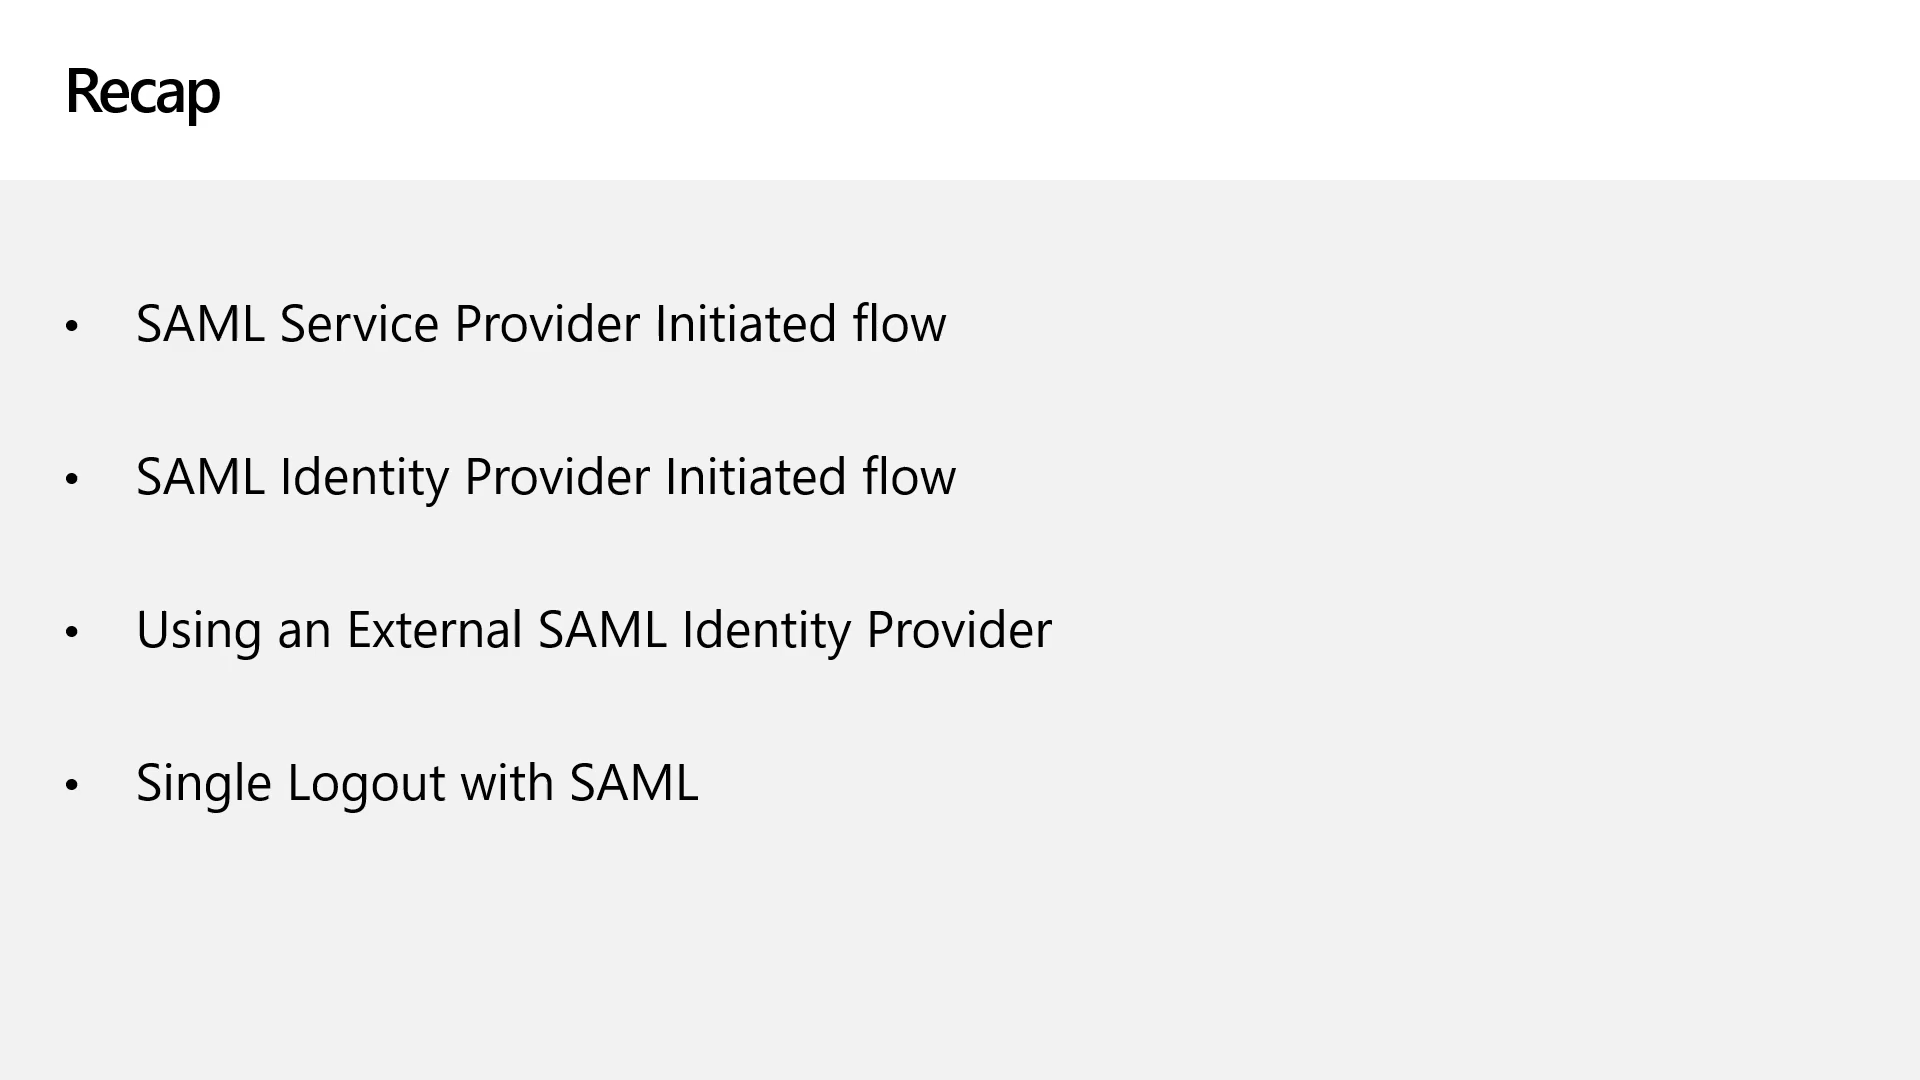 Recap
• SAML Service Provider Initiated flow
• SAML Identity Provider Initiated flow
• Using an External SAML Identity Provider
• Single Logout with SAML